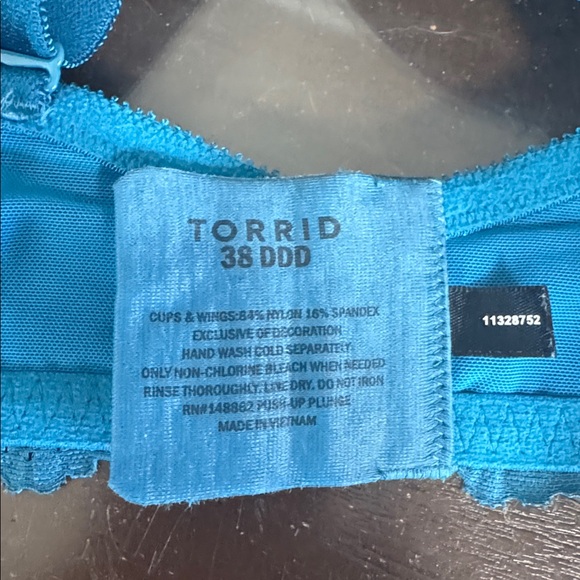 TORRID
38 DDD
CUPS & WINGS:84% NYLON 16% SPANDEX
EXCLUSIVE OF DECORATION
HAND WASH COLD SEPARATELY
ONLY NON-CHLORINE BLEACH WHEN NEEDED
RINSE THOROUGHLY. LINE DRY. DO NOT IRON
RN#148862 PUSH-UP PLUNGE
MADE IN VIETNAM
11328752